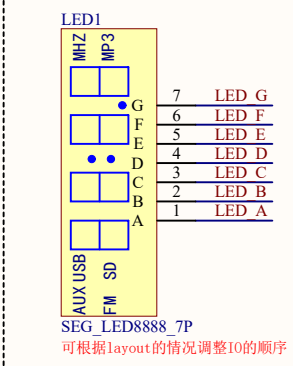 LED1
MHZ MP3
G 7 LED_G
F 6 LED_F
E 5 LED_E
D 4 LED_D
C 3 LED_C
B 2 LED_B
A 1 LED_A
AUX USB
FM SD
SEG_LED8888_7P
可根据layout的情况调整IO的顺序